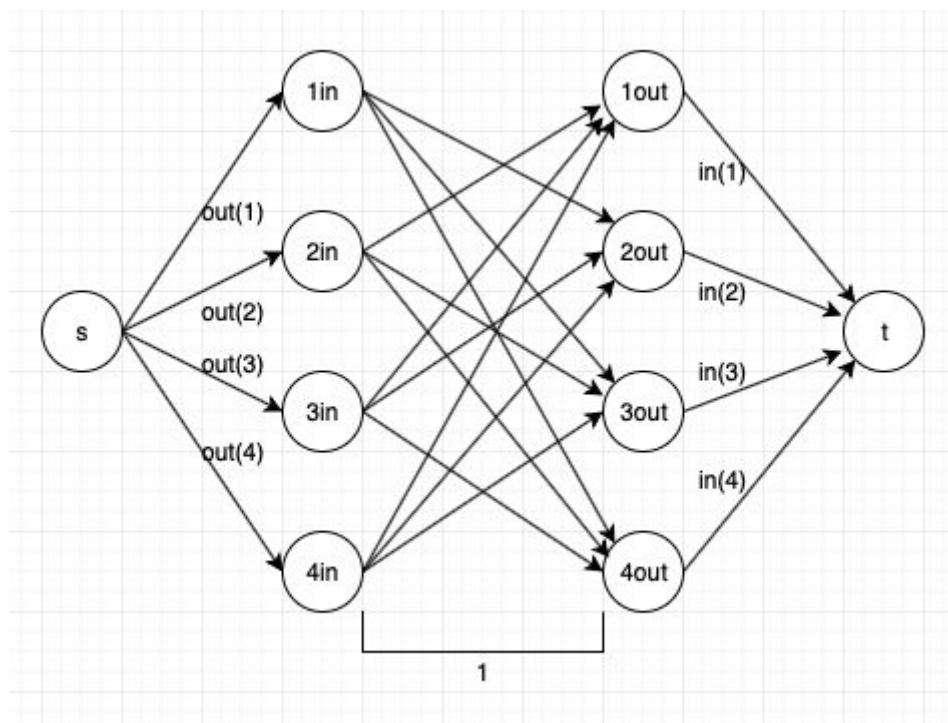 1in
1out
in(1)
out(1)
2in
2out
in(2)
out(2)
s
t
out(3)
in(3)
3in
3out
out(4)
in(4)
4in
4out
1